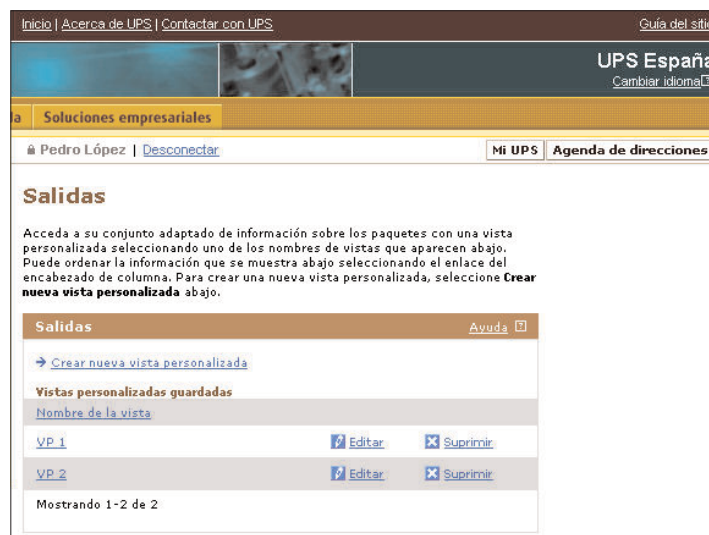 Inicio | Acerca de UPS | Contactar con UPS
Guía del
UPS España
Cambiar idioma
Soluciones empresariales
Pedro López | Desconectar
Mi UPS Agenda de direcciones
Salidas
Acceda a su conjunto adaptado de información sobre los paquetes con una vista
personalizada seleccionando uno de los nombres de vistas que aparecen abajo.
Puede ordenar la información que se muestra abajo seleccionando el enlace del
encabezado de columna. Para crear una nueva vista personalizada, seleccione Crear
nueva vista personalizada abajo.
Salidas Ayuda ?
→ Crear nueva vista personalizada
Vistas personalizadas guardadas
Nombre de la vista
VP 1 Editar Suprimir
VP 2 Editar Suprimir
Mostrando 1-2 de 2